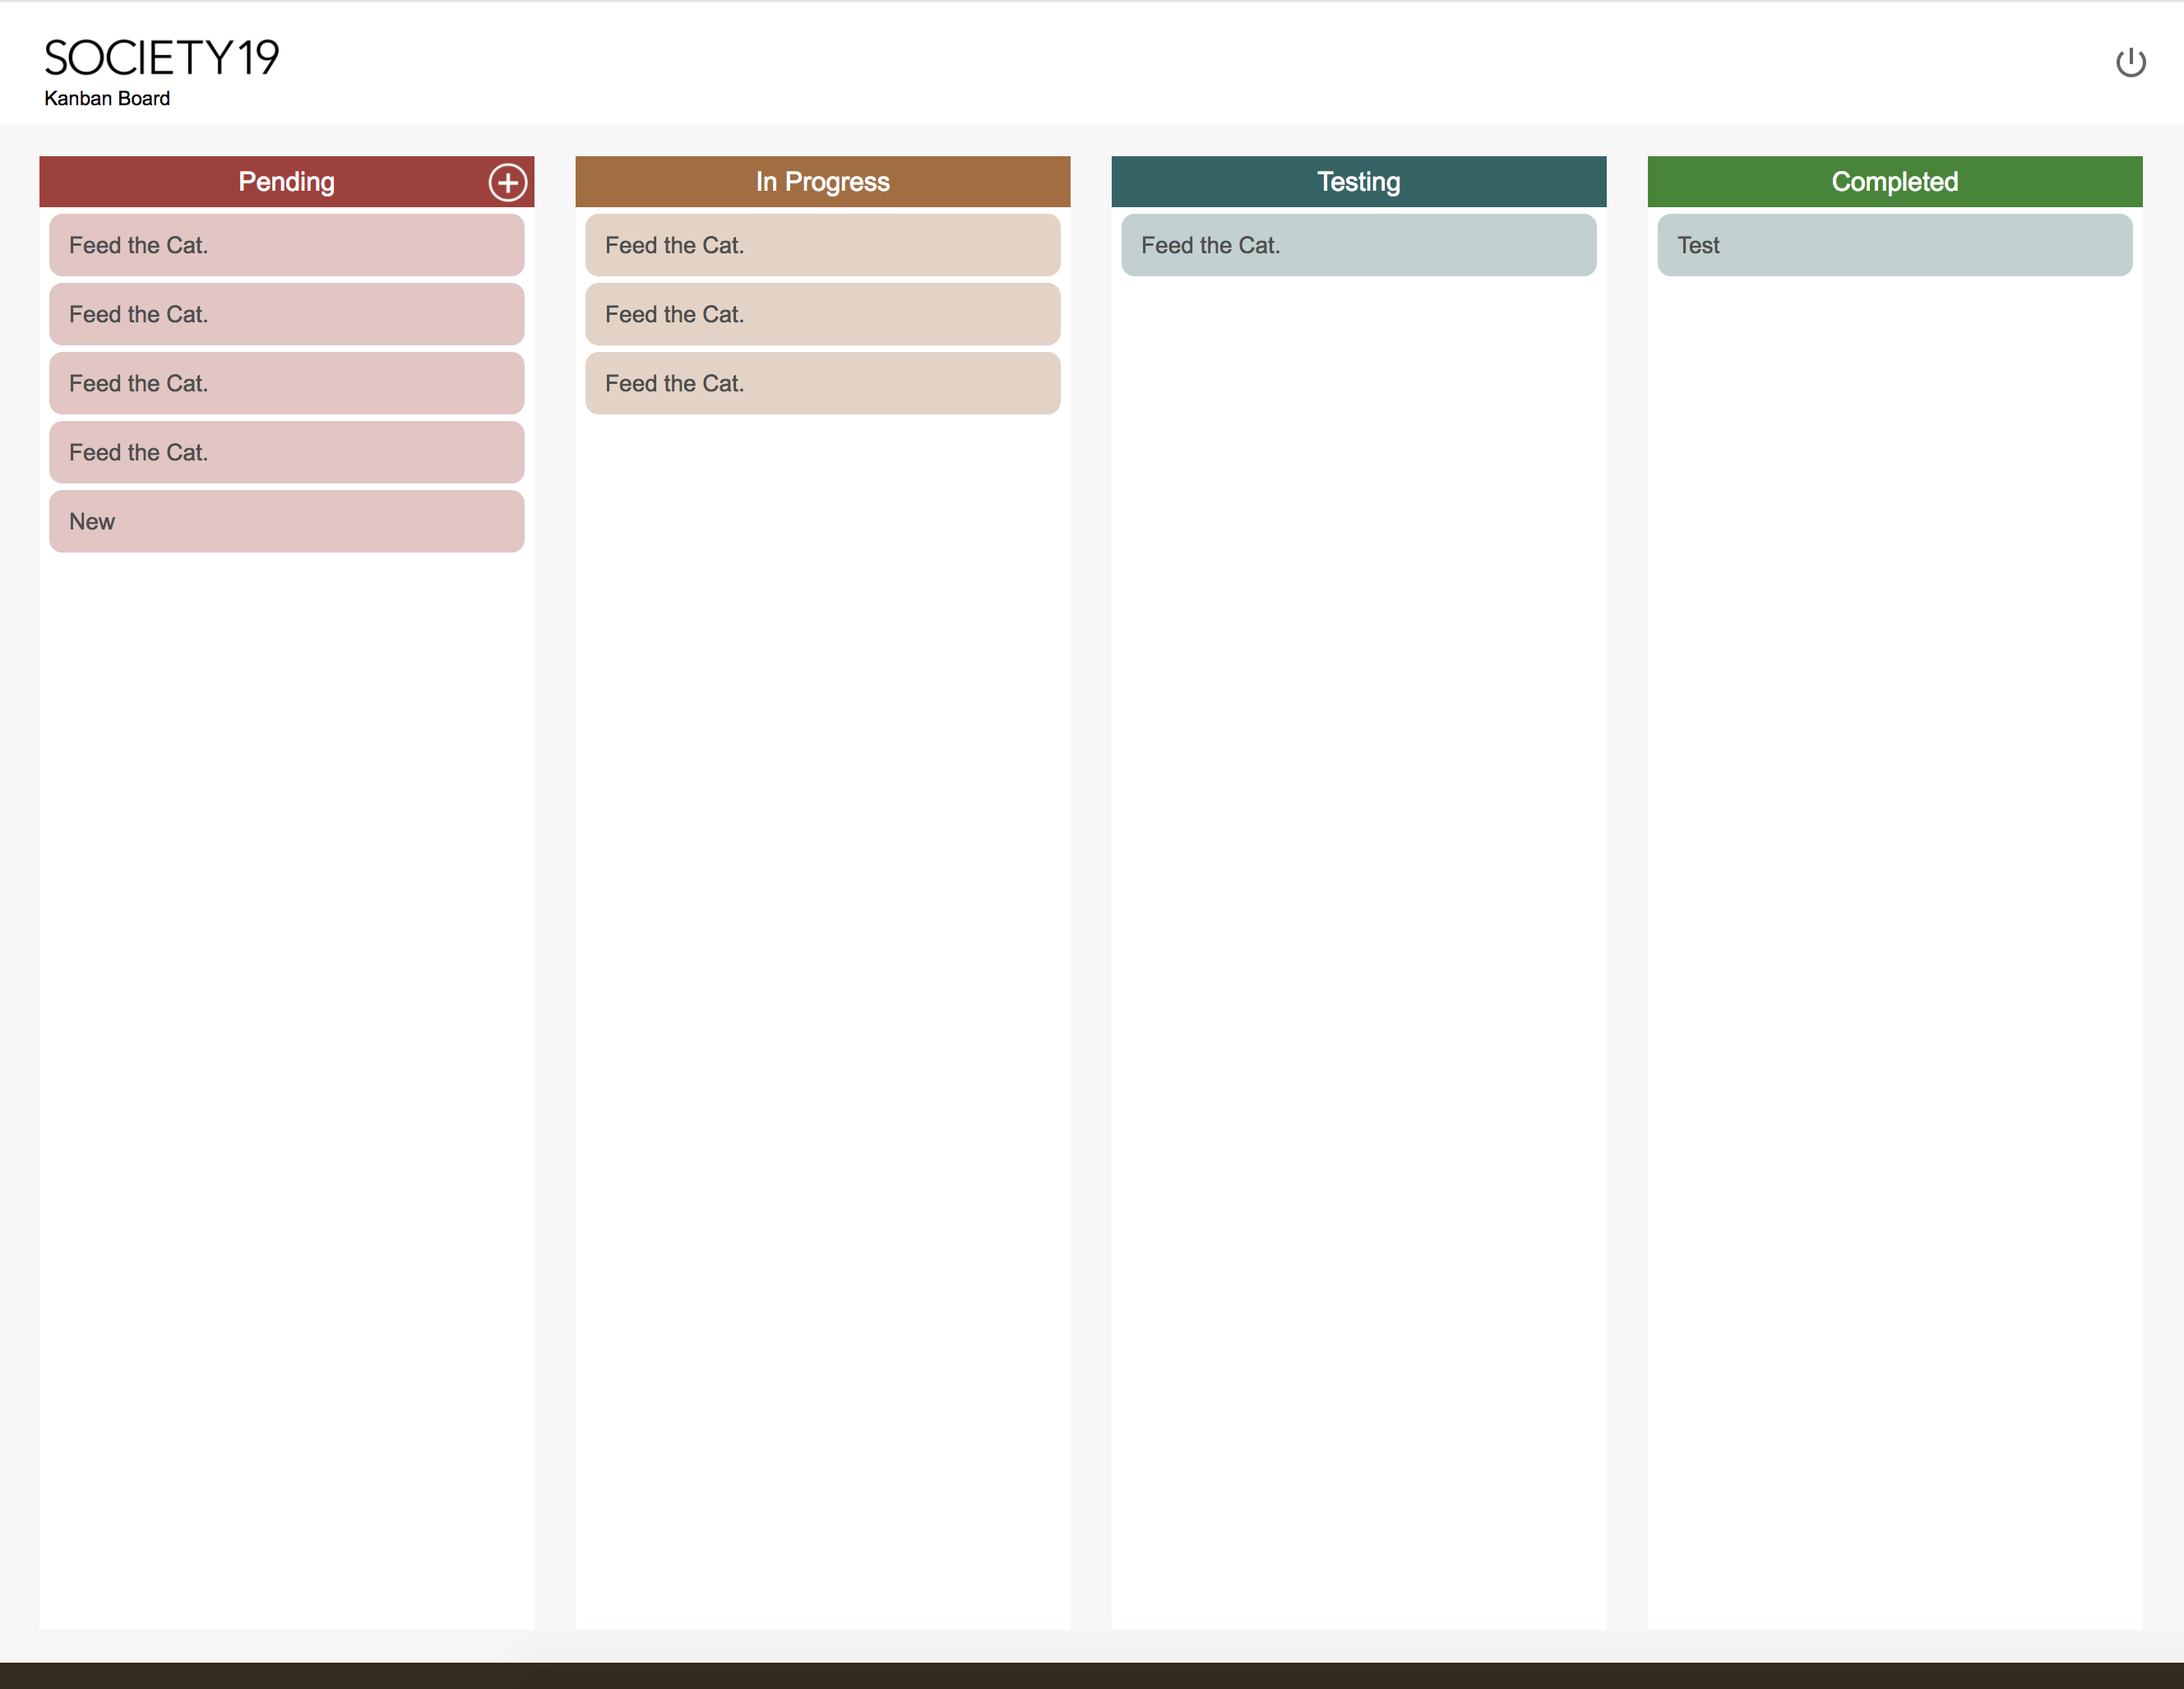 SOCIETY19
Kanban Board
Pending
Feed the Cat.
Feed the Cat.
Feed the Cat.
Feed the Cat.
New
In Progress
Feed the Cat.
Feed the Cat.
Feed the Cat.
Testing
Feed the Cat.
Completed
Test